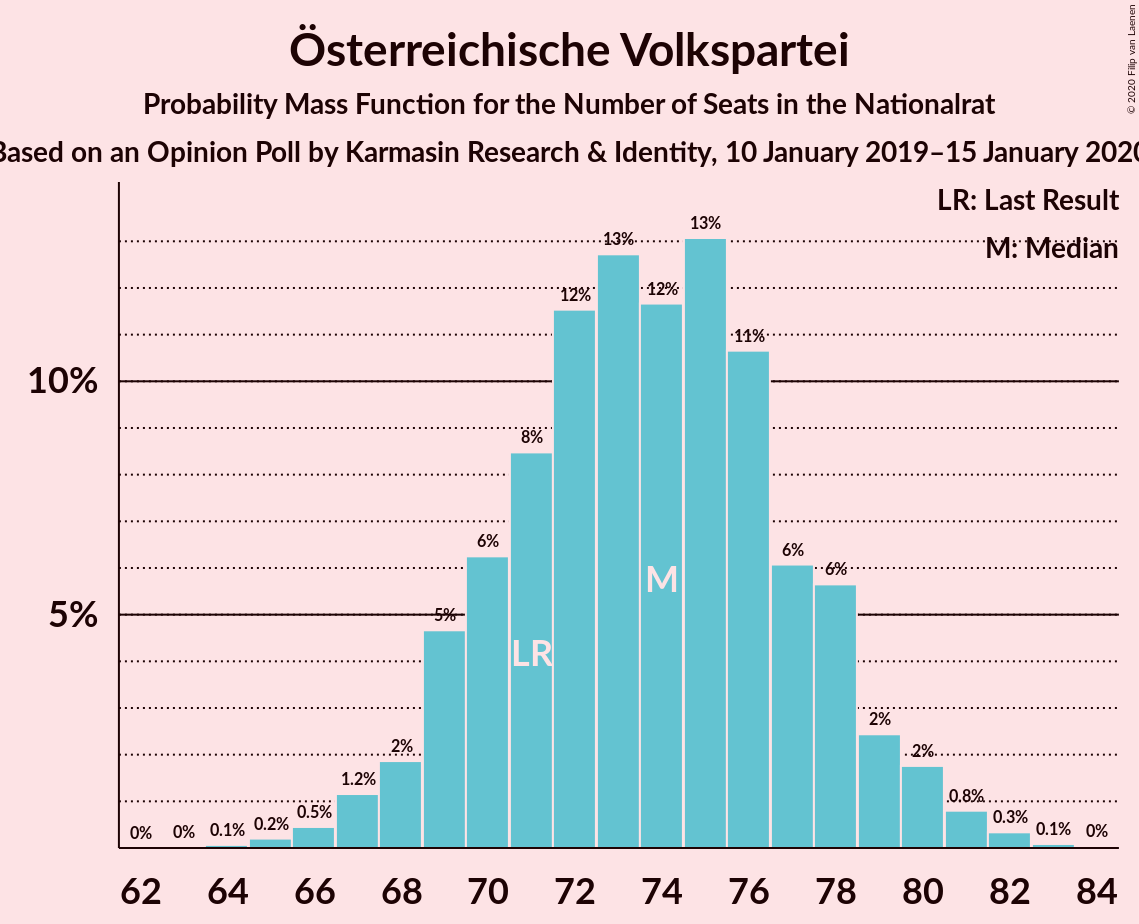 Österreichische Volkspartei
Probability Mass Function for the Number of Seats in the Nationalrat
Based on an Opinion Poll by Karmasin Research & Identity, 10 January 2019–15 January 2020
© 2020 Filip van Laenen
LR: Last Result
M: Median
10%
5%
0% 0% 0.1% 0.2% 0.5% 1.2% 2% 5% 6% 8% 12% 13% 12% 13% 11% 6% 6% 2% 2% 0.8% 0.3% 0.1% 0%
LR
M
62 64 66 68 70 72 74 76 78 80 82 84